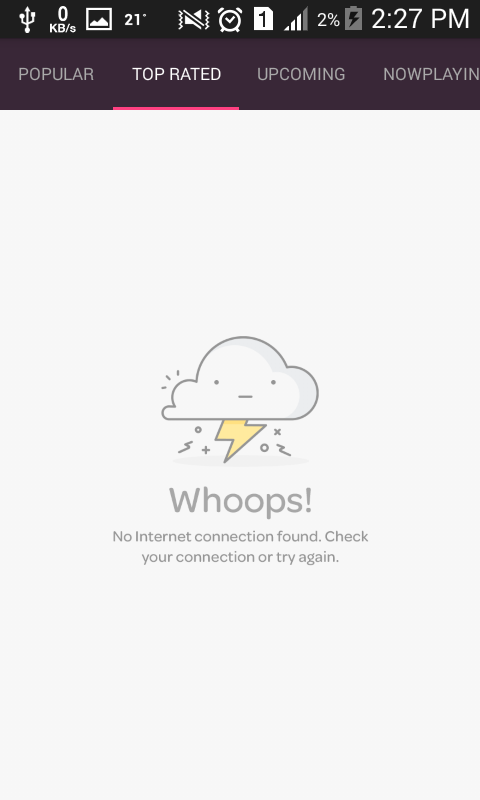 0
KB/s
21°
1
2%
2:27 PM
POPULAR
TOP RATED
UPCOMING
NOWPLAYIN
Whoops!
No Internet connection found. Check
your connection or try again.